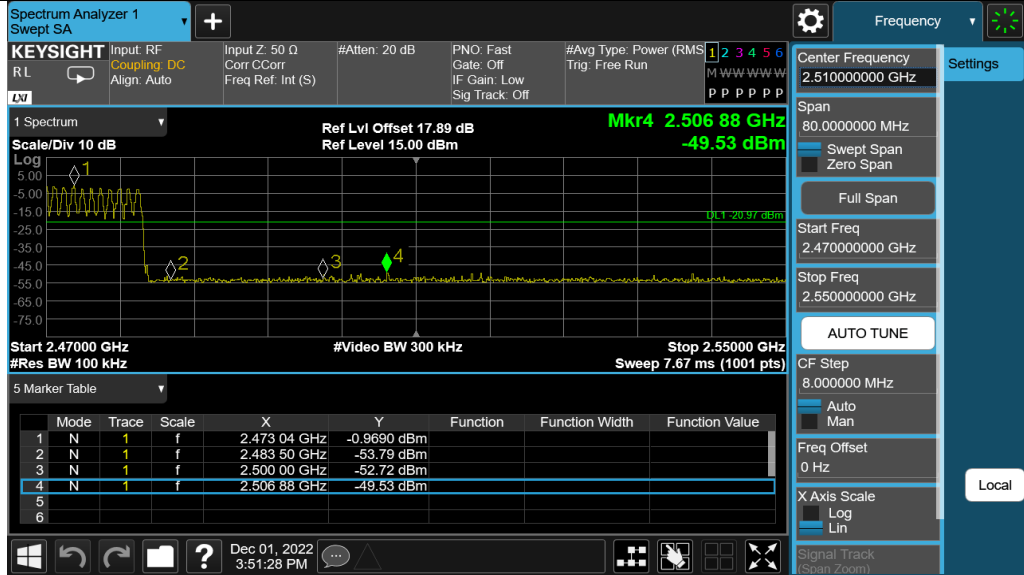 Spectrum Analyzer 1
Swept SA
+
Frequency
KEYSIGHT
R L
LXI
Input: RF
Coupling: DC
Align: Auto
Input Z: 50 Ω
Corr CCorr
Freq Ref: Int (S)
#Atten: 20 dB
PNO: Fast
Gate: Off
IF Gain: Low
Sig Track: Off
#Avg Type: Power (RMS
Trig: Free Run
1 2 3 4 5 6
M W W W W W
P P P P P P
1 Spectrum
Scale/Div 10 dB
Ref Lvl Offset 17.89 dB
Ref Level 15.00 dBm
Mkr4 2.506 88 GHz
-49.53 dBm
Log
5.00
-5.00
-15.0
-25.0
-35.0
-45.0
-55.0
-65.0
-75.0
1
2
3
4
DL1 -20.97 dBm
Start 2.47000 GHz
#Video BW 300 kHz
Stop 2.55000 GHz
#Res BW 100 kHz
Sweep 7.67 ms (1001 pts)
5 Marker Table
Mode Trace Scale X Y Function Function Width Function Value
1 N 1 f 2.473 04 GHz -0.9690 dBm
2 N 1 f 2.483 50 GHz -53.79 dBm
3 N 1 f 2.500 00 GHz -52.72 dBm
4 N 1 f 2.506 88 GHz -49.53 dBm
5
6
Center Frequency
2.510000000 GHz
Settings
Span
80.0000000 MHz
Swept Span
Zero Span
Full Span
Start Freq
2.470000000 GHz
Stop Freq
2.550000000 GHz
AUTO TUNE
CF Step
8.000000 MHz
Auto
Man
Freq Offset
0 Hz
X Axis Scale
Log
Lin
Signal Track
(Span Zoom)
Local
?
Dec 01, 2022
3:51:28 PM